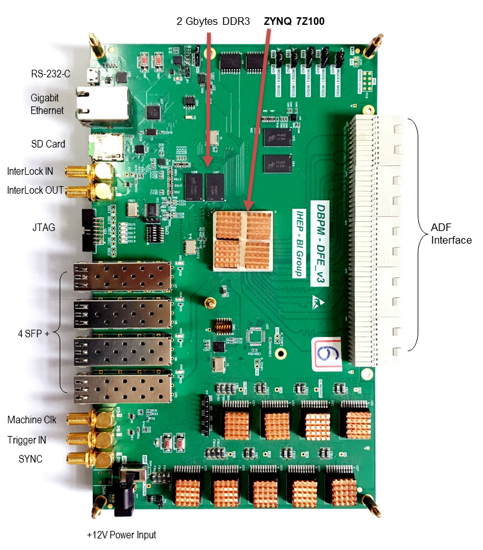 2 Gbytes DDR3 ZYNQ 7Z100
RS-232-C
Gigabit
Ethernet
SD Card
InterLock IN
InterLock OUT
JTAG
4 SFP +
Machine Clk
Trigger IN
SYNC
+12V Power Input
ADF
Interface
DBPM - DFE_v3
IHEP - BI Group
6